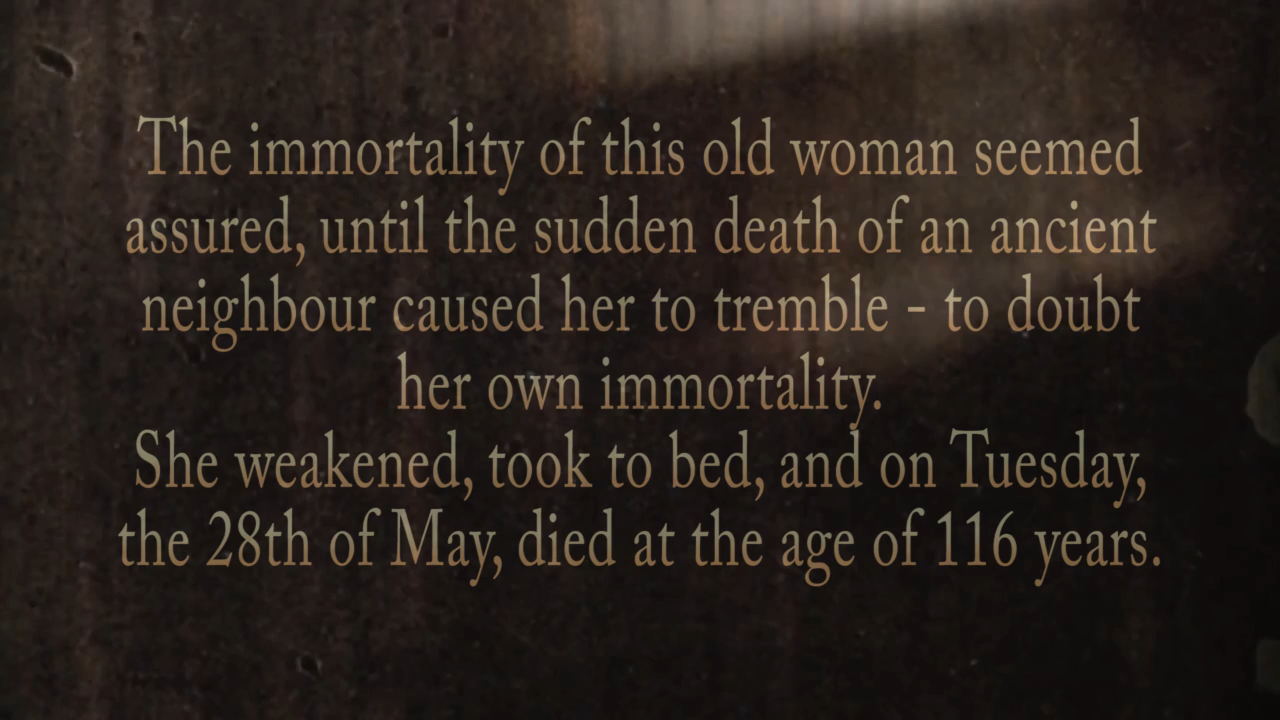 The immortality of this old woman seemed
assured, until the sudden death of an ancient
neighbour caused her to tremble - to doubt
her own immortality.
She weakened, took to bed, and on Tuesday,
the 28th of May, died at the age of 116 years.